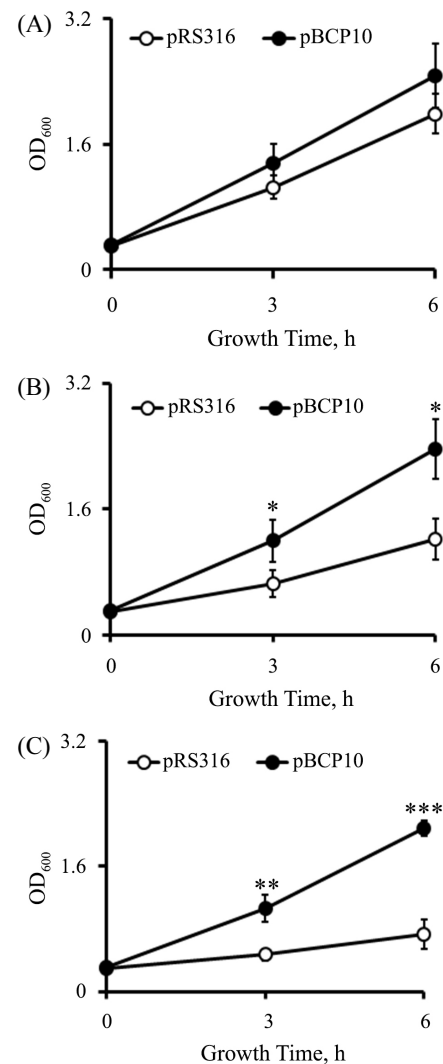 (A)
3.2
pRS316 pBCP10
OD600
1.6
0
0 3 6
Growth Time, h
(B)
3.2
pRS316 pBCP10
*
OD600
1.6
*
0
0 3 6
Growth Time, h
(C)
3.2
pRS316 pBCP10
***
OD600
1.6
**
0
0 3 6
Growth Time, h